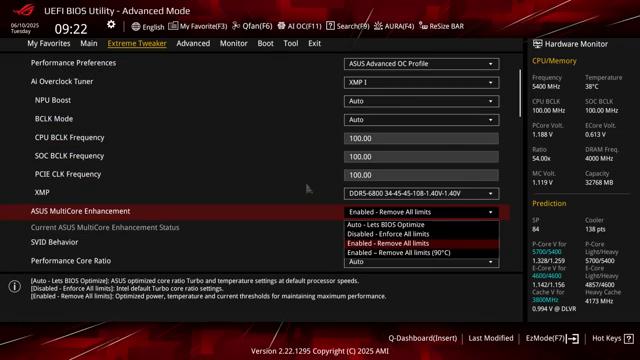 UEFI BIOS Utility - Advanced Mode
06/10/2025 Tuesday 09:22
English My Favorite(F3) Qfan(F6) AI OC(F11) Search(F9) AURA(F4) ReSize BAR
My Favorites Main Extreme Tweaker Advanced Monitor Boot Tool Exit
Performance Preferences ASUS Advanced OC Profile
Ai Overclock Tuner XMP I
NPU Boost Auto
BCLK Mode Auto
CPU BCLK Frequency 100.00
SOC BCLK Frequency 100.00
PCIE CLK Frequency 100.00
XMP DDR5-6800 34-45-45-108-1.40V-1.40V
ASUS MultiCore Enhancement Enabled - Remove All limits
Auto - Lets BIOS Optimize
Current ASUS MultiCore Enhancement Status
Disabled - Enforce All limits
Enabled - Remove All limits
SVID Behavior
Enabled – Remove All limits (90°C)
Performance Core Ratio Auto
[Auto - Lets BIOS Optimize]: ASUS optimized core ratio Turbo and temperature settings at default processor speeds.
[Disabled - Enforce All limits]: Intel default Turbo core ratio settings.
[Enabled - Remove All limits]: Optimized power, temperature and current thresholds for maintaining maximum performance.
Hardware Monitor
CPU/Memory
Frequency Temperature
5400 MHz 38°C
CPU BCLK SOC BCLK
100.00 MHz 100.00 MHz
PCore Volt. ECore Volt.
1.188 V 0.613 V
Ratio DRAM Freq.
54.00x 4000 MHz
MC Volt. Capacity
1.119 V 32768 MB
Prediction
SP Cooler
84 138 pts
P-Core V for P-Core
5700/5400 Light/Heavy
1.328/1.259 5700/5400
E-Core V for E-Core
4600/4600 Light/Heavy
1.145/1.142 4857/4600
Cache V for Heavy Cache
3800MHz 4173 MHz
0.994 V @ DLVR
Q-Dashboard(Insert) Last Modified EzMode(F7) Hot Keys ?
Version 2.22.1295 Copyright (C) 2025 AMI